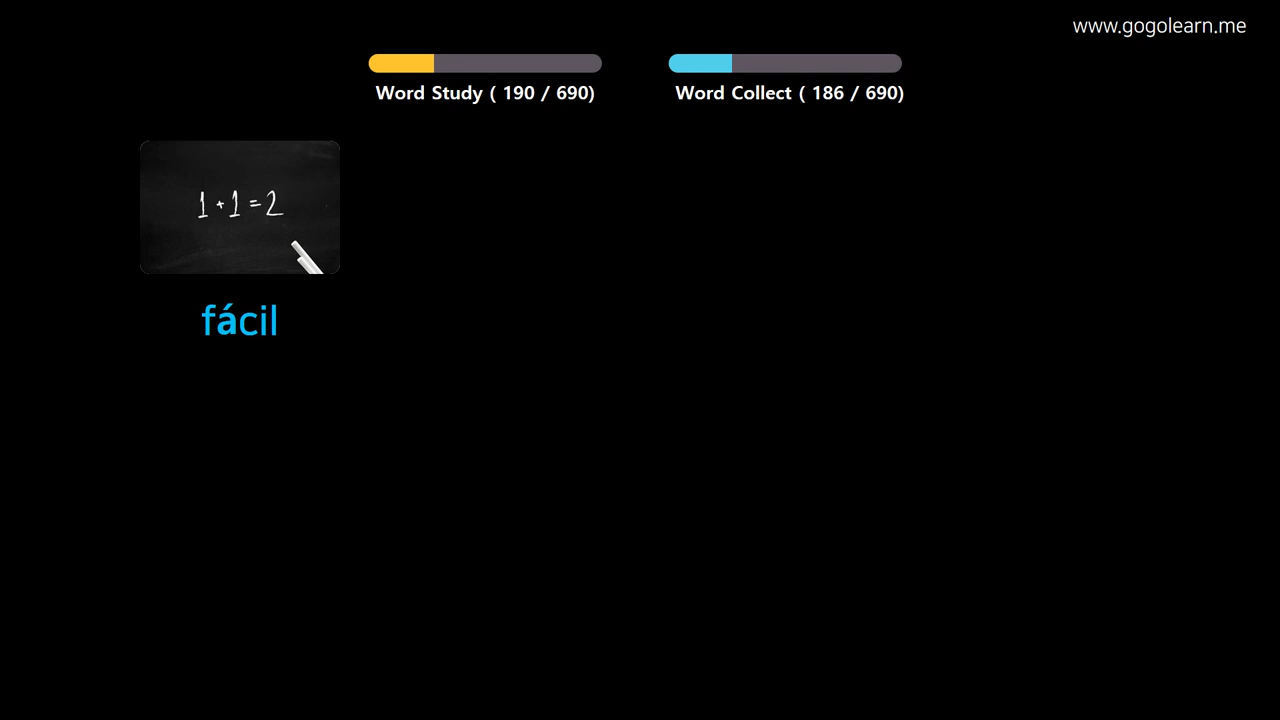 www.gogolearn.me
Word Study ( 190 / 690)
Word Collect ( 186 / 690)
1 + 1 = 2
fácil